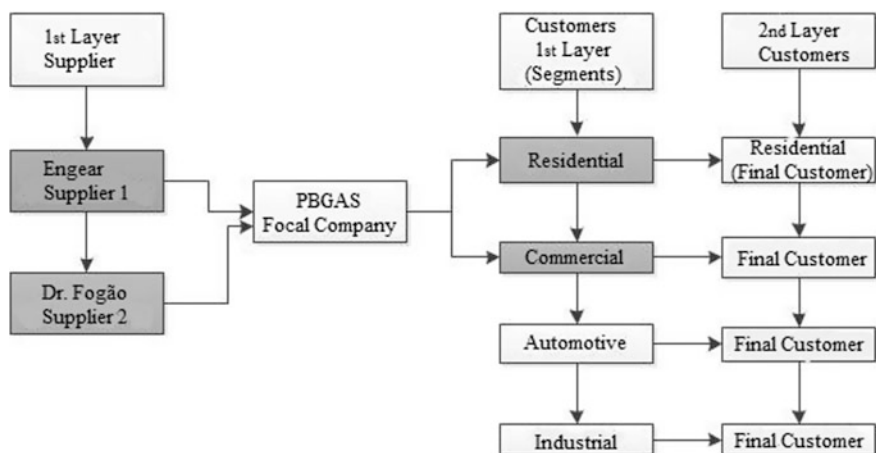 1st Layer
Supplier
Customers
1st Layer
(Segments)
2nd Layer
Customers
Engear
Supplier 1
PBGAS
Focal Company
Residential
Residential
(Final Customer)
Commercial
Final Customer
Dr. Fogão
Supplier 2
Automotive
Final Customer
Industrial
Final Customer